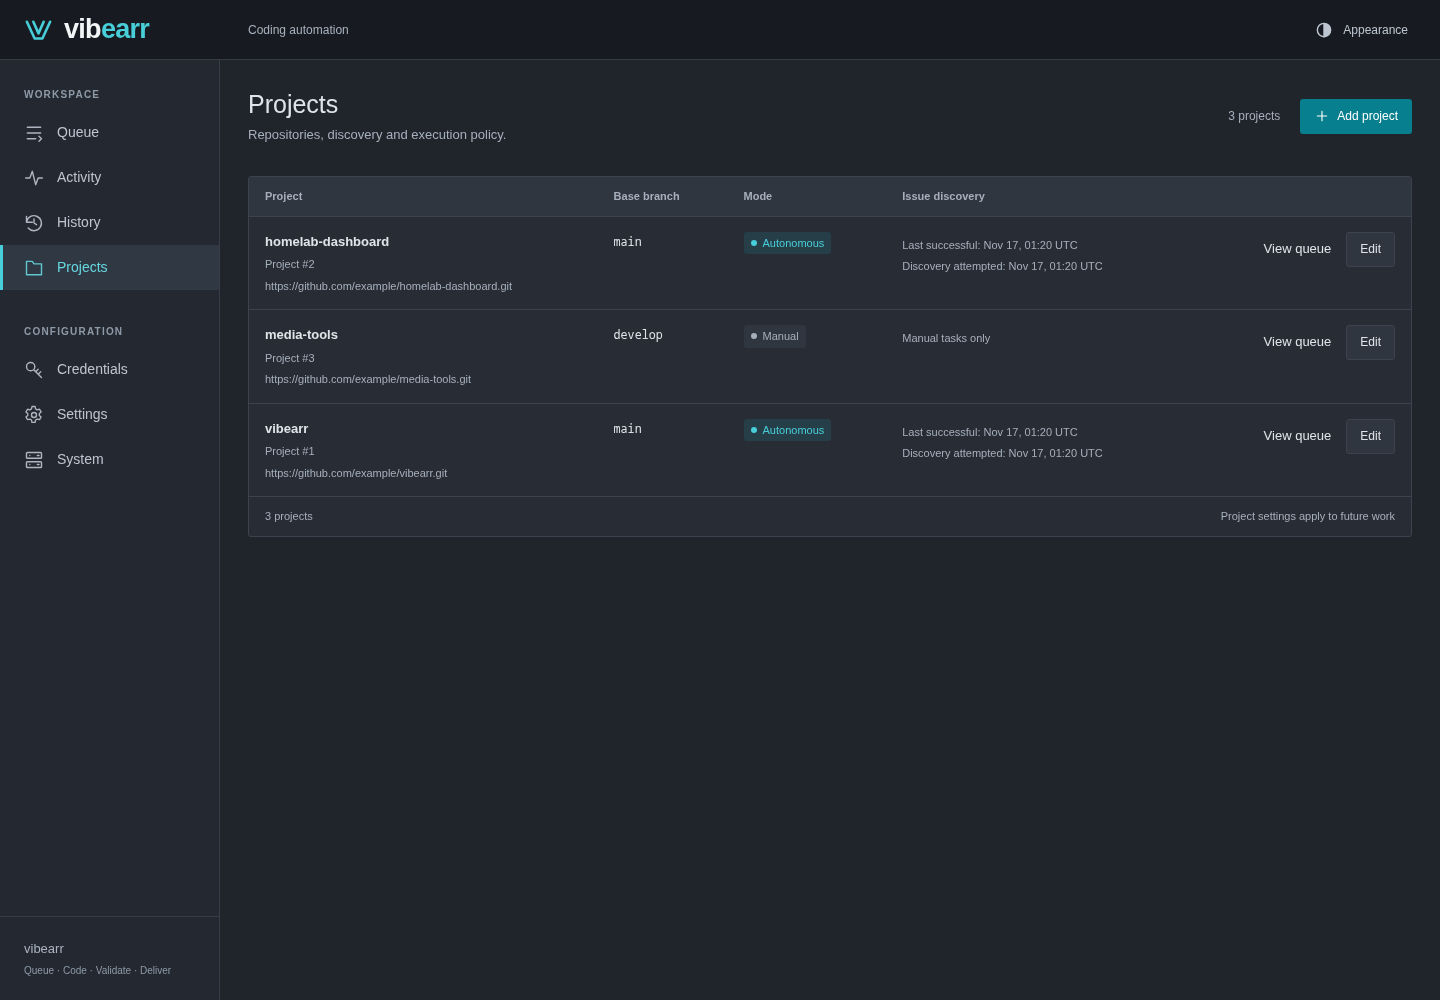 vibearr
Coding automation
Appearance
WORKSPACE
Queue
Activity
History
Projects
CONFIGURATION
Credentials
Settings
System
vibearr
Queue · Code · Validate · Deliver
Projects
Repositories, discovery and execution policy.
3 projects
Add project
Project Base branch Mode Issue discovery
homelab-dashboard main Autonomous Last successful: Nov 17, 01:20 UTC View queue Edit
Project #2 Discovery attempted: Nov 17, 01:20 UTC
https://github.com/example/homelab-dashboard.git
media-tools develop Manual Manual tasks only View queue Edit
Project #3
https://github.com/example/media-tools.git
vibearr main Autonomous Last successful: Nov 17, 01:20 UTC View queue Edit
Project #1 Discovery attempted: Nov 17, 01:20 UTC
https://github.com/example/vibearr.git
3 projects Project settings apply to future work